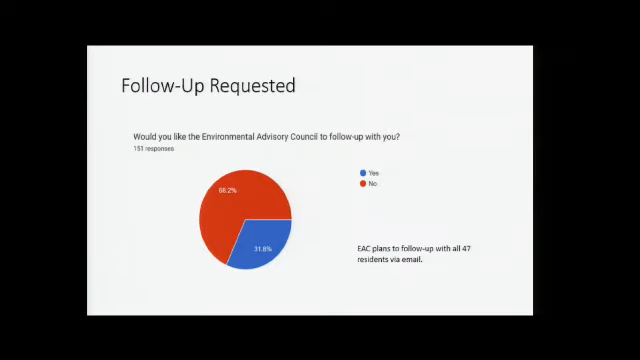 Follow-Up Requested
Would you like the Environmental Advisory Council to follow-up with you?
151 responses
Yes
No
68.2%
31.8%
EAC plans to follow-up with all 47
residents via email.